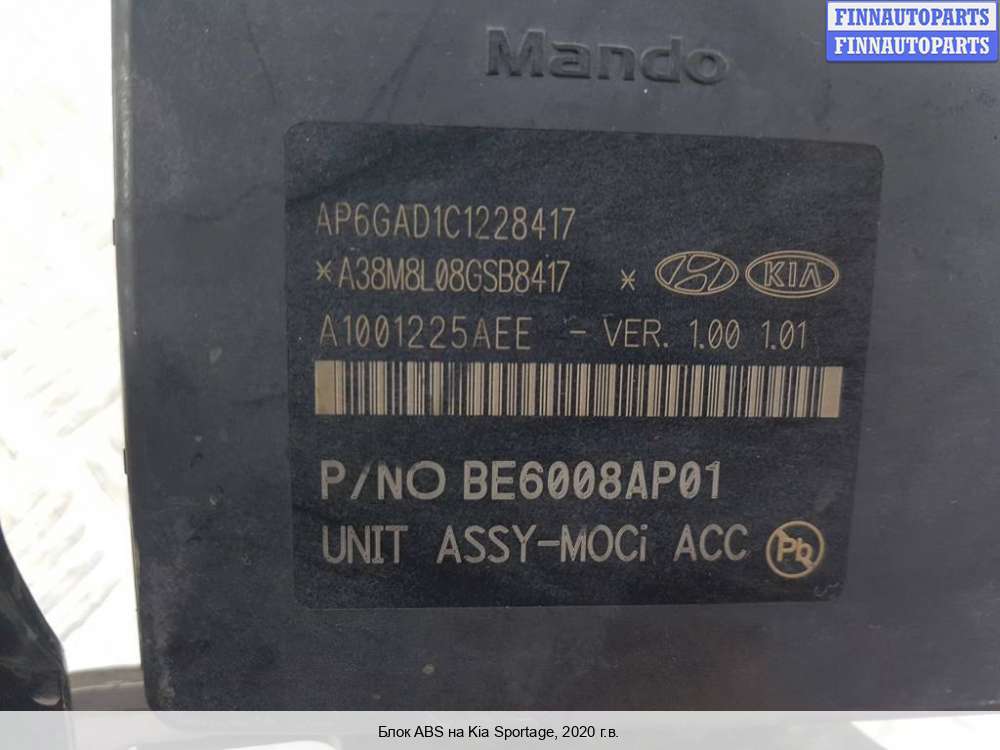 FINNAUTOPARTS
FINNAUTOPARTS
Mando
AP6GAD1C1228417
*A38M8L08GSB8417 *
KIA
A1001225AEE - VER. 1.00 1.01
P/NO BE6008AP01
UNIT ASSY-MOCi ACC Pb
Блок ABS на Kia Sportage, 2020 г.в.